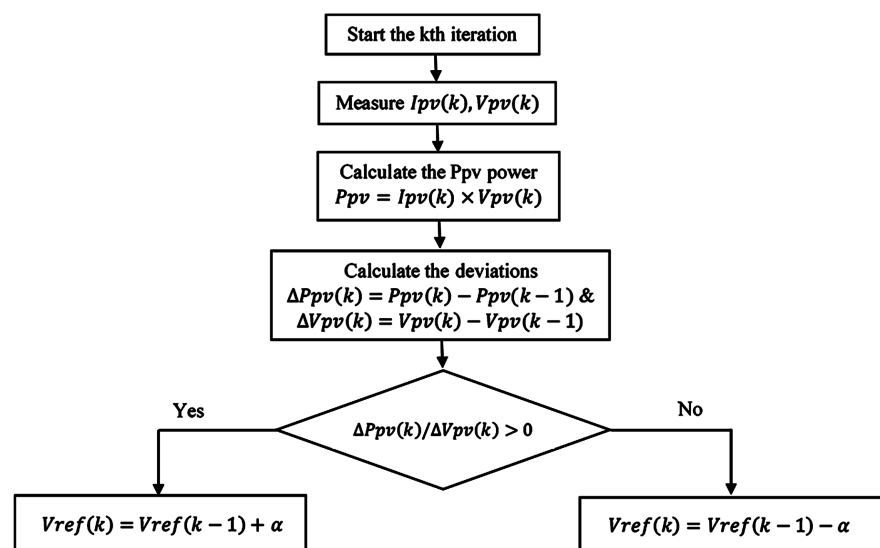 Start the kth iteration
Measure Ipv(k), Vpv(k)
Calculate the Ppv power
Ppv = Ipv(k) × Vpv(k)
Calculate the deviations
ΔPpv(k) = Ppv(k) − Ppv(k − 1) &
ΔVpv(k) = Vpv(k) − Vpv(k − 1)
Yes
ΔPpv(k)/ΔVpv(k) > 0
No
Vref(k) = Vref(k − 1) + α
Vref(k) = Vref(k − 1) − α